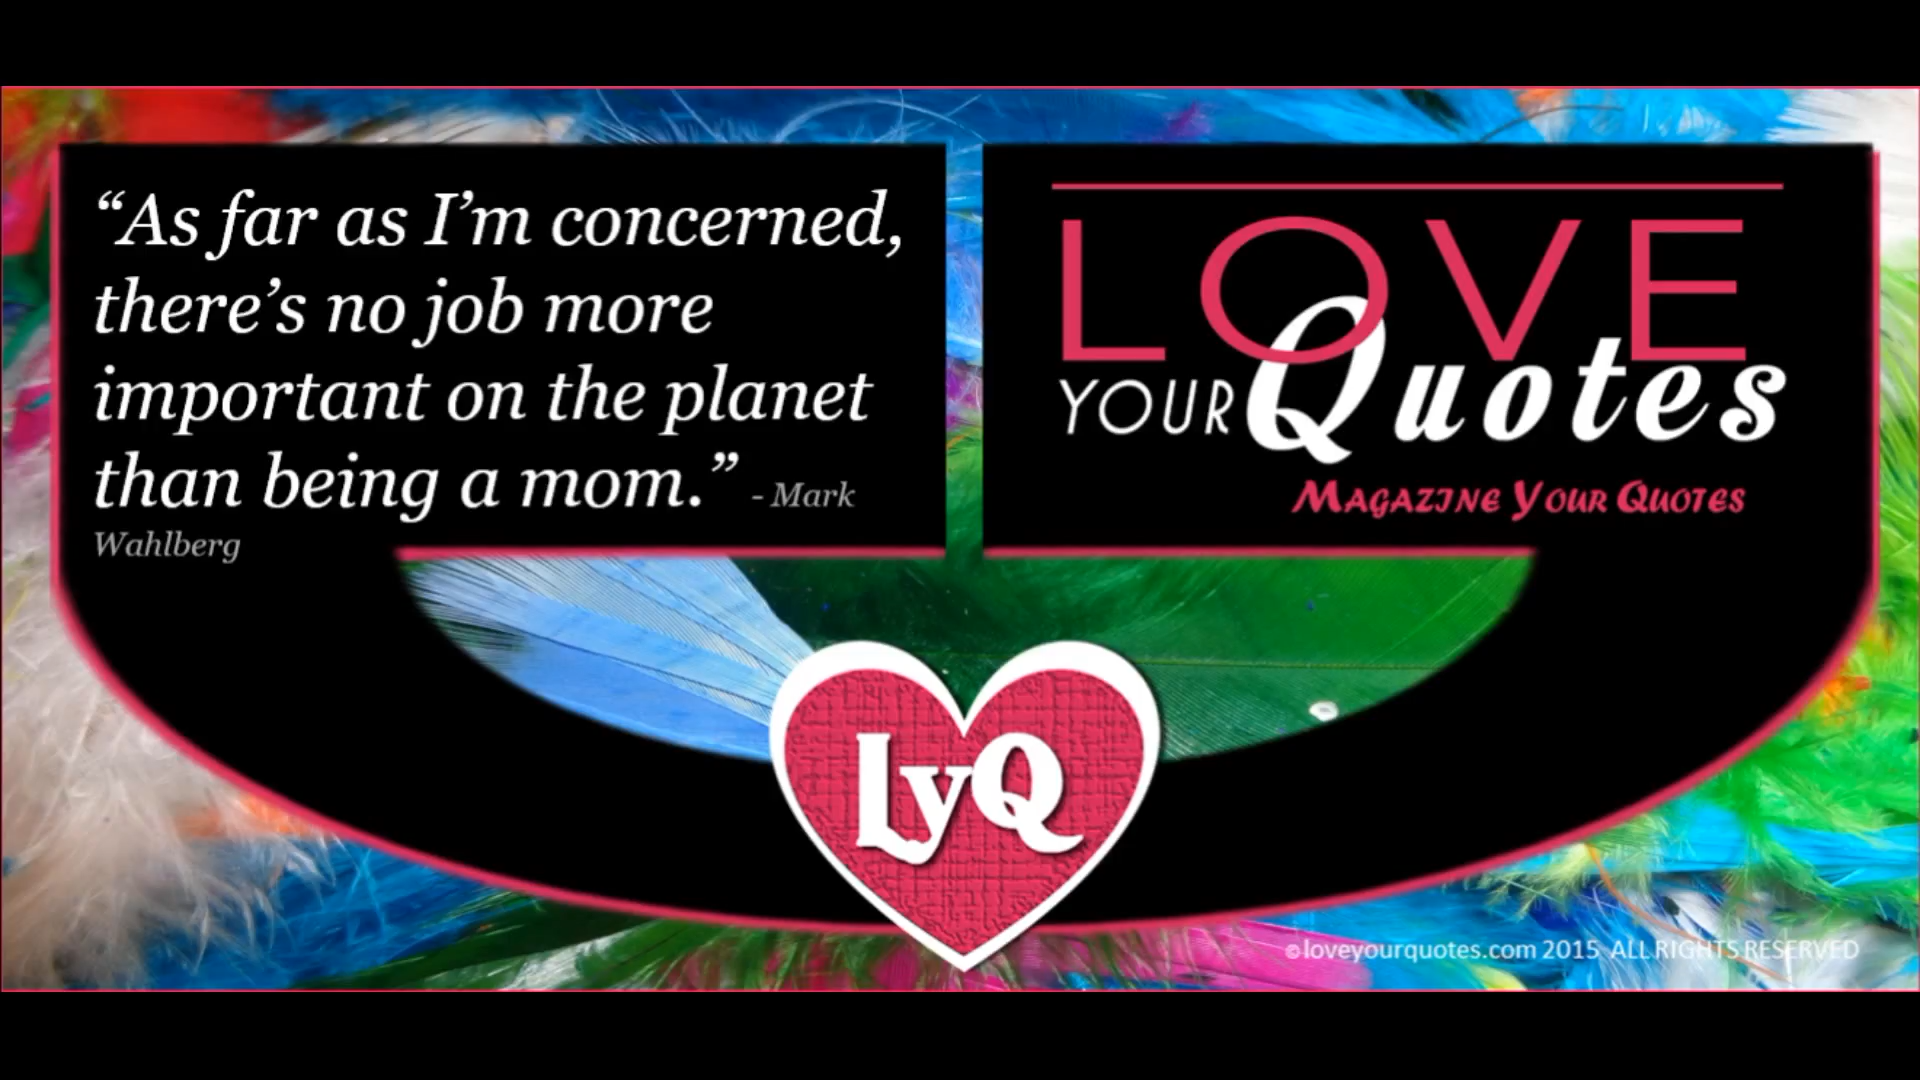 “As far as I’m concerned,
there’s no job more
important on the planet
than being a mom.” - Mark
Wahlberg
LOVE
YOUR Quotes
MAGAZINE YOUR QUOTES
LyQ
©loveyourquotes.com 2015 ALL RIGHTS RESERVED